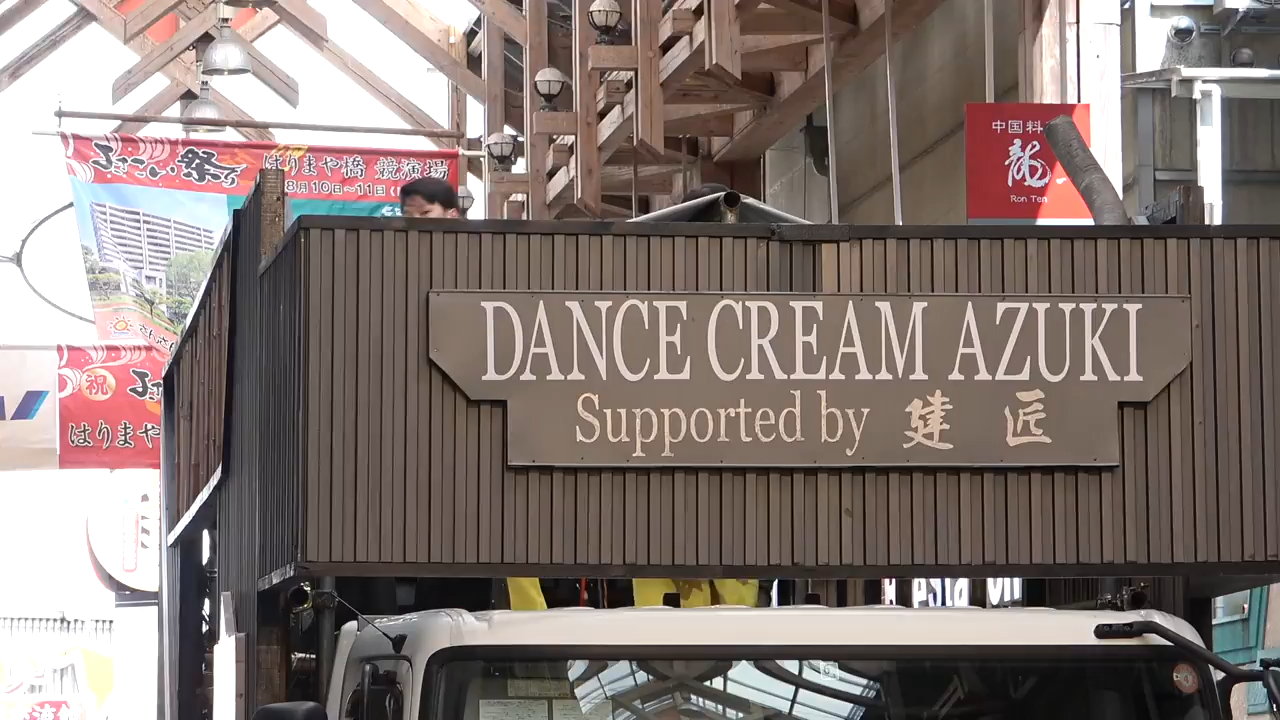 よさこい祭り
はりまや橋 競演場
8月10日~11日
中国料
龍
Ron Ten
祝
はりまや
DANCE CREAM AZUKI
Supported by 建 匠